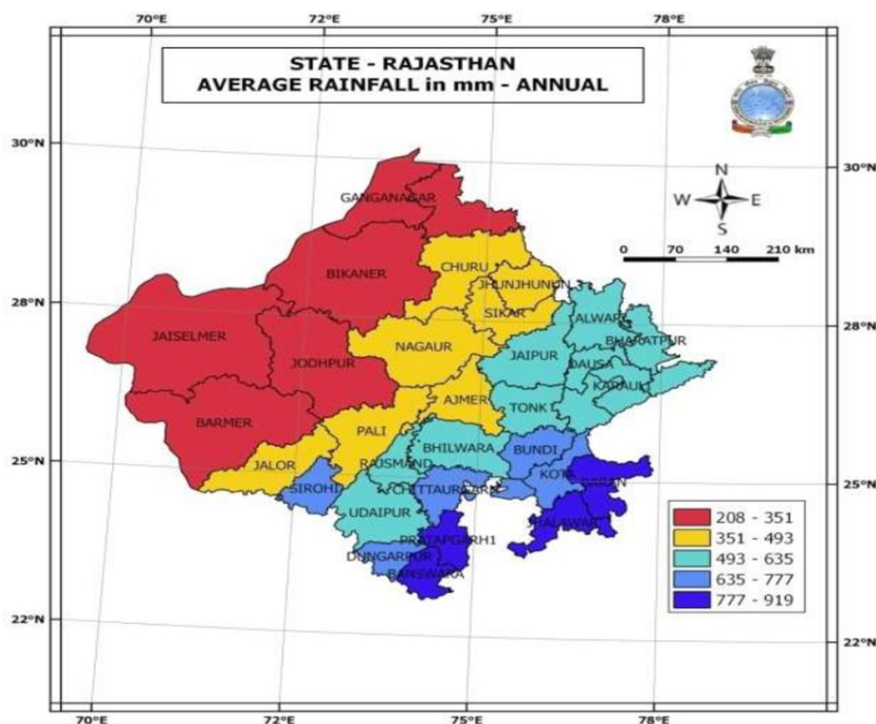 70°E 72°E 75°E 78°E
STATE - RAJASTHAN
AVERAGE RAINFALL in mm - ANNUAL
30°N 30°N
N
W E
S
0 70 140 210 km
GANGANAGAR
BIKANER
CHURU
JHUNJHUNUN
SIKAR
28°N 28°N
JAISELMER
JODHPUR
NAGAUR
ALWAR
BHARATPUR
JAIPUR
DAUSA
KARAULI
AJMER
TONK
BARMER
PALI
BHILWARA
BUNDI
25°N 25°N
JALOR
RAJSMAND
SIROHI
KOTA
BARAN
UDAIPUR
JHALAWAR
PRATAPGARH1
DUNGARPUR
BANSWARA
208 - 351
351 - 493
493 - 635
635 - 777
777 - 919
22°N 22°N
70°E 72°E 75°E 78°E